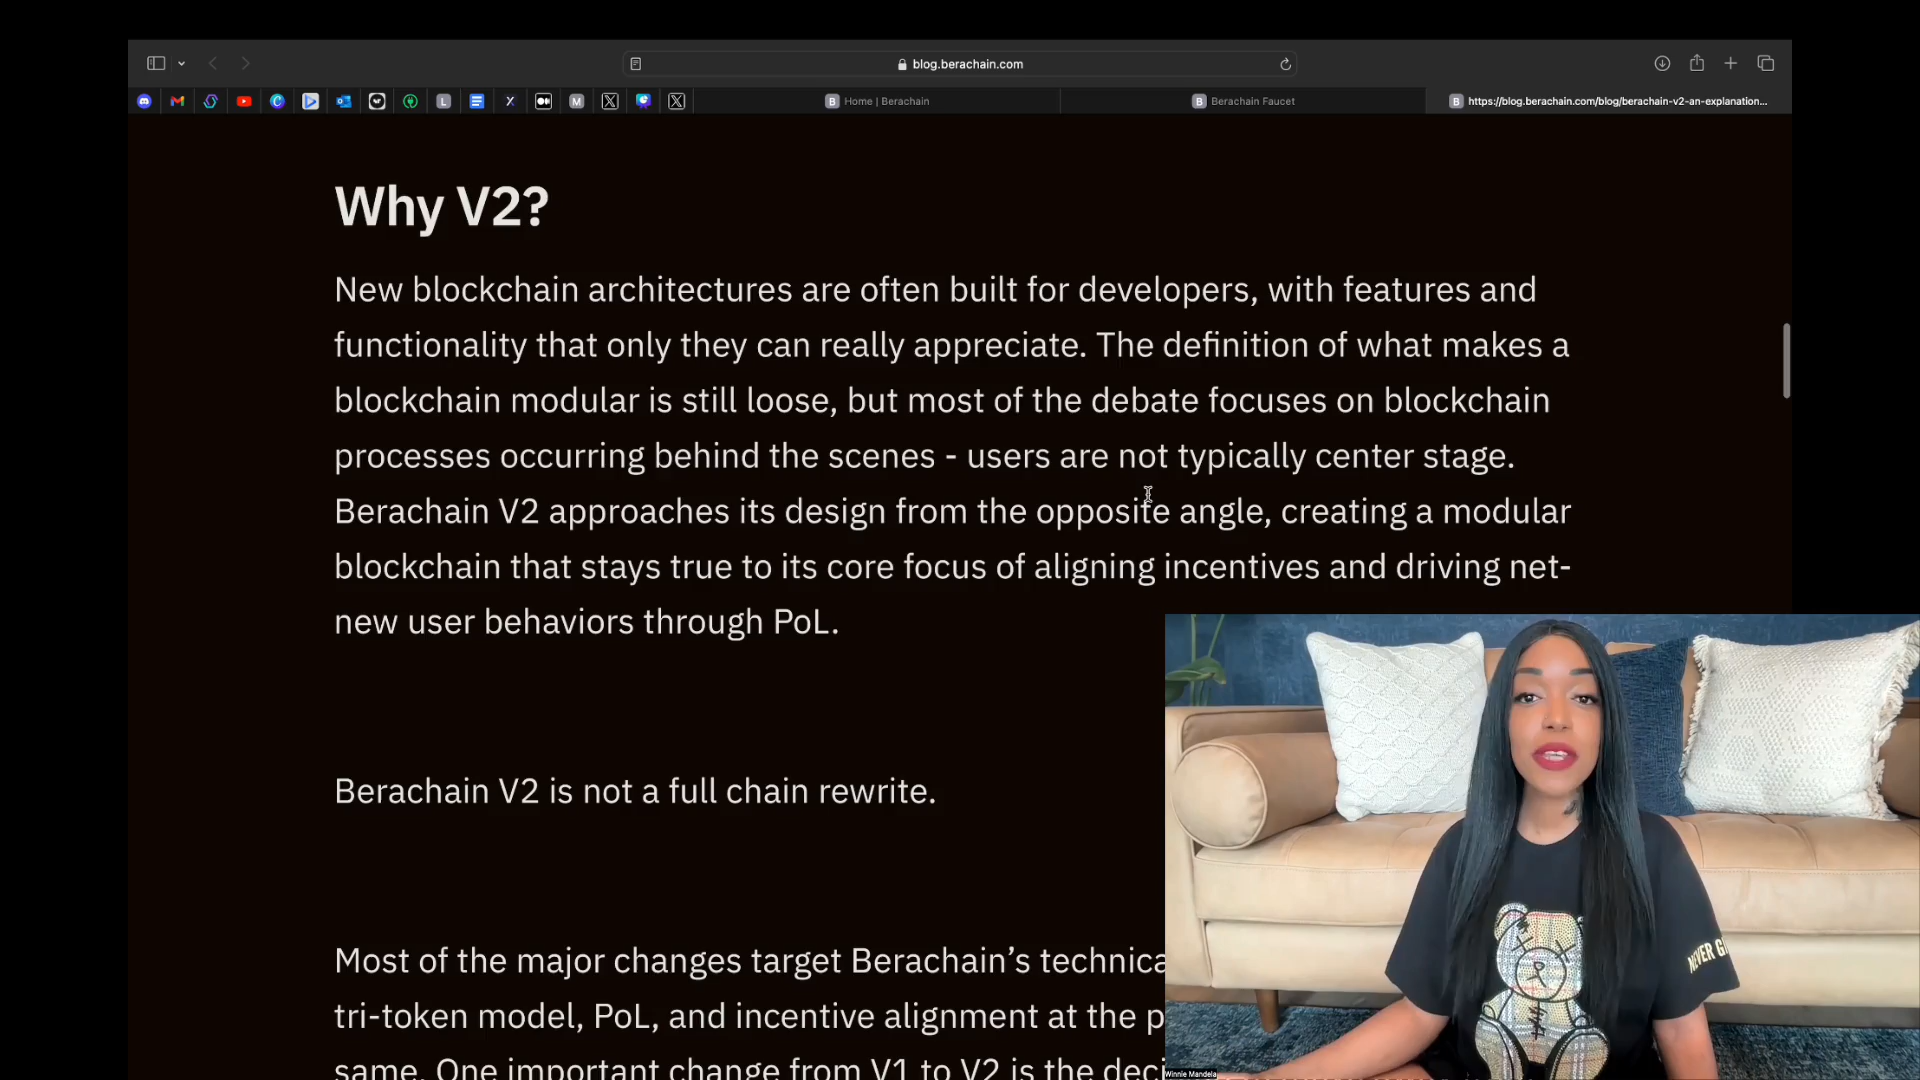 blog.berachain.com
Home | Berachain
Berachain Faucet
https://blog.berachain.com/blog/berachain-v2-an-explanation...
Why V2?
New blockchain architectures are often built for developers, with features and
functionality that only they can really appreciate. The definition of what makes a
blockchain modular is still loose, but most of the debate focuses on blockchain
processes occurring behind the scenes - users are not typically center stage.
Berachain V2 approaches its design from the opposite angle, creating a modular
blockchain that stays true to its core focus of aligning incentives and driving net-
new user behaviors through PoL.
Berachain V2 is not a full chain rewrite.
Most of the major changes target Berachain’s technica
tri-token model, PoL, and incentive alignment at the p
same. One important change from V1 to V2 is the deci
NEVER G
Winnie Mandela